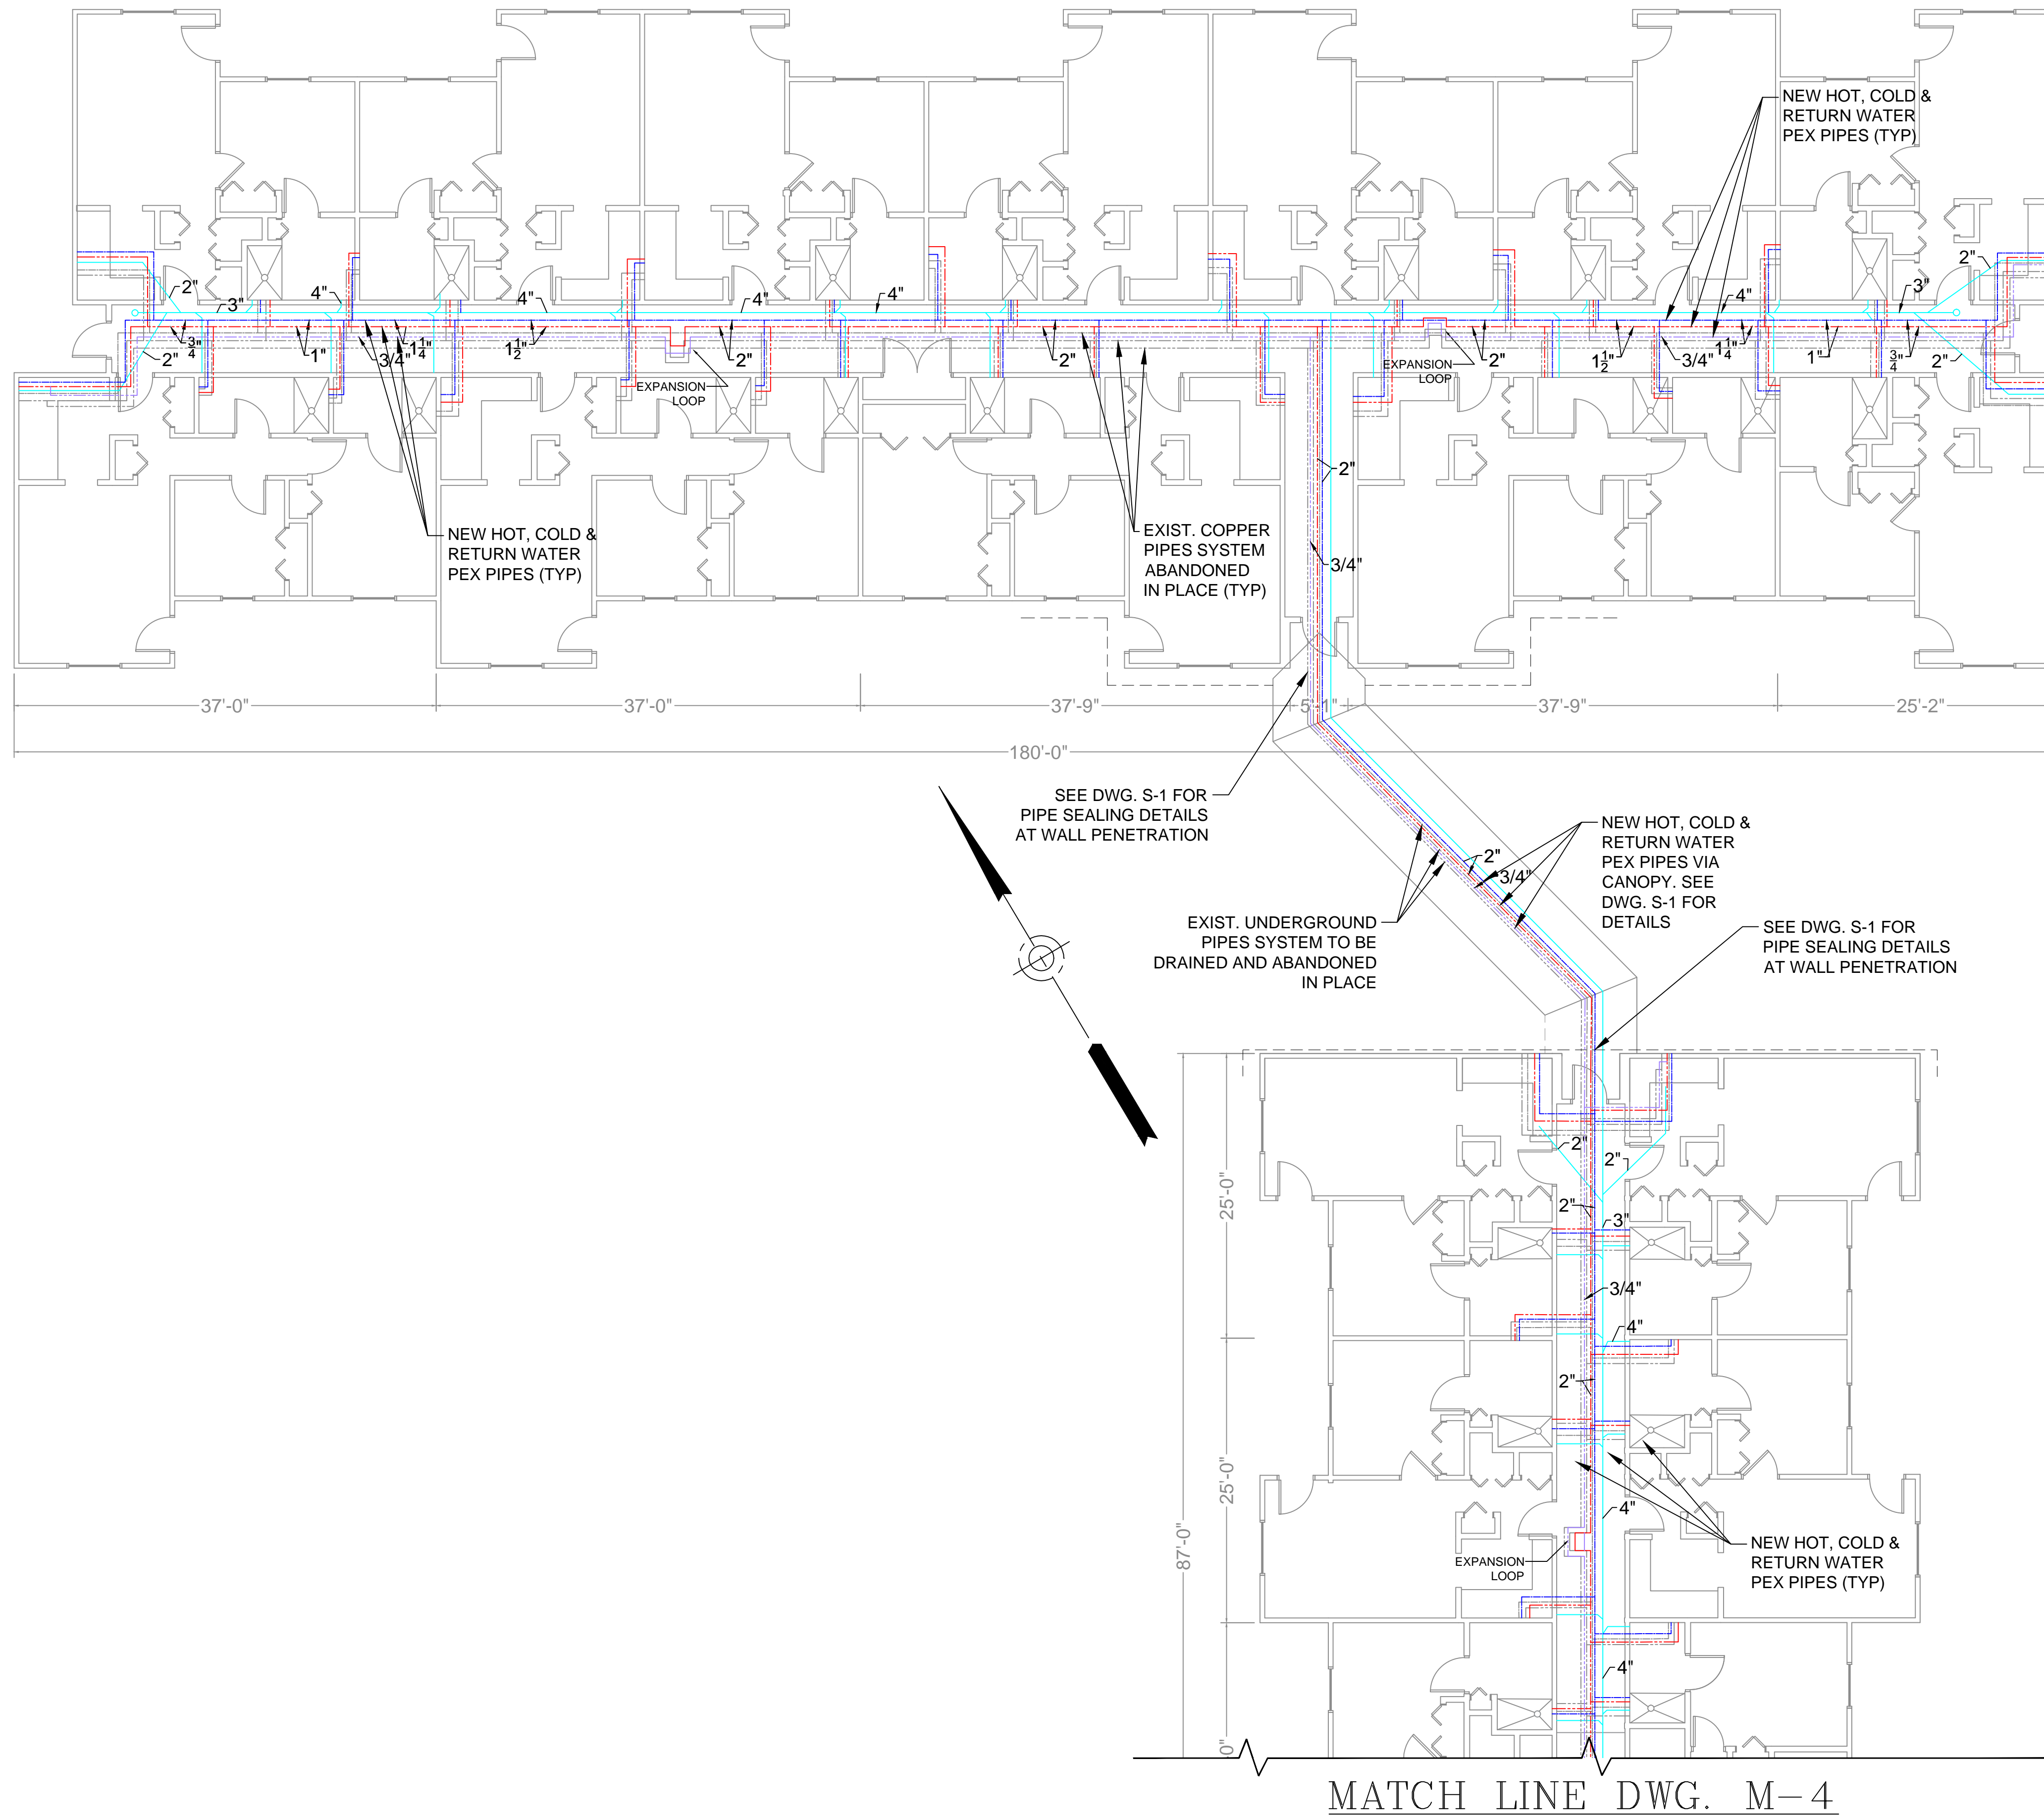 NEW HOT, COLD &
RETURN WATER
PEX PIPES (TYP)
2"
3"
4"
4"
4"
4"
4"
3"
2"
2"
3/4"
1"
3/4"
1 1/4"
1 1/2"
EXPANSION
LOOP
2"
2"
EXPANSION
LOOP
2"
1 1/2"
3/4"
1 1/4"
1"
3/4"
2"
2"
3/4"
NEW HOT, COLD &
RETURN WATER
PEX PIPES (TYP)
EXIST. COPPER
PIPES SYSTEM
ABANDONED
IN PLACE (TYP)
37'-0"
37'-0"
37'-9"
5'-1"
37'-9"
25'-2"
180'-0"
SEE DWG. S-1 FOR
PIPE SEALING DETAILS
AT WALL PENETRATION
2"
3/4"
NEW HOT, COLD &
RETURN WATER
PEX PIPES VIA
CANOPY. SEE
DWG. S-1 FOR
DETAILS
EXIST. UNDERGROUND
PIPES SYSTEM TO BE
DRAINED AND ABANDONED
IN PLACE
SEE DWG. S-1 FOR
PIPE SEALING DETAILS
AT WALL PENETRATION
2"
2"
25'-0"
2"
3"
3/4"
4"
2"
25'-0"
4"
87'-0"
EXPANSION
LOOP
NEW HOT, COLD &
RETURN WATER
PEX PIPES (TYP)
4"
0"
MATCH LINE DWG. M-4